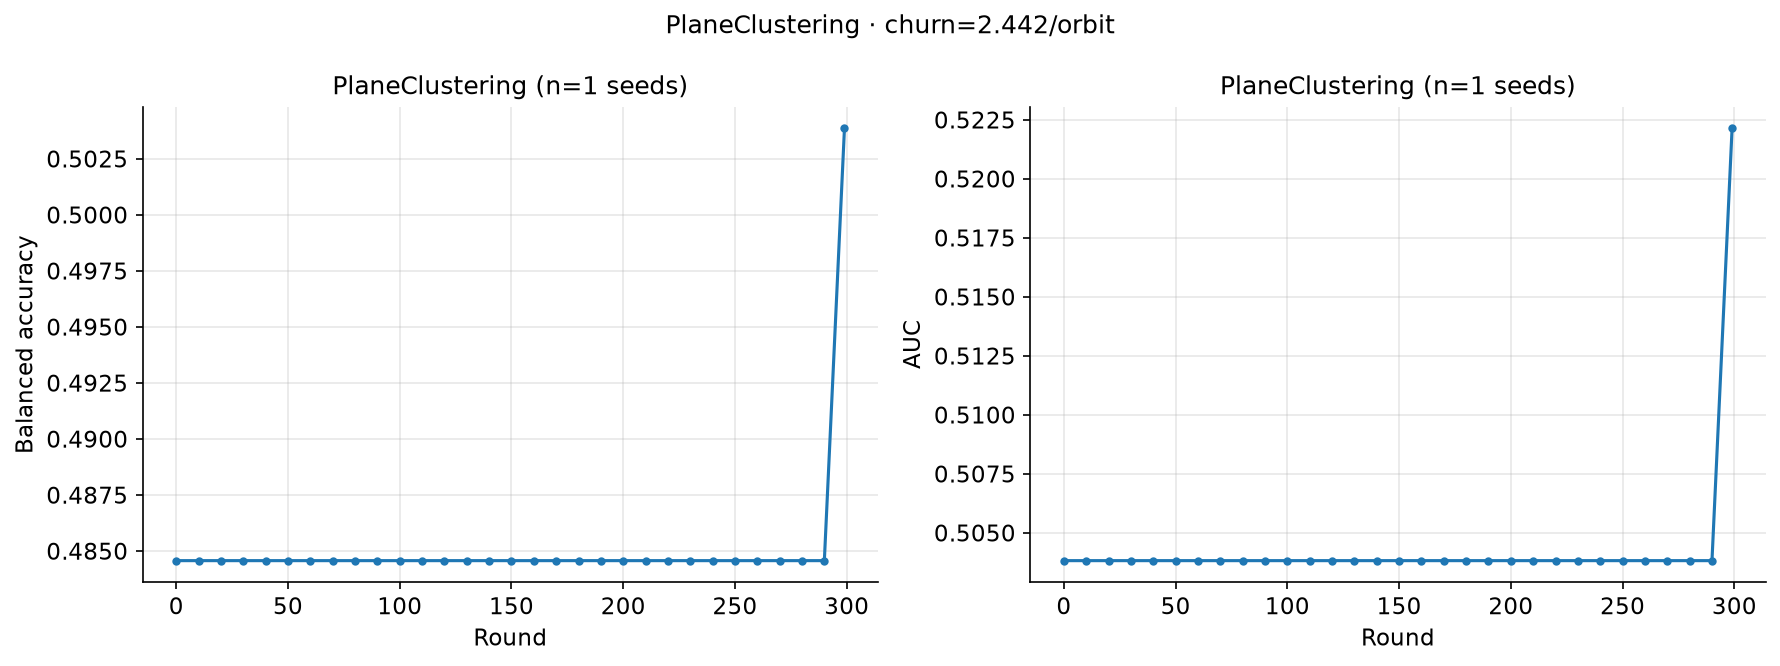 PlaneClustering · churn=2.442/orbit
PlaneClustering (n=1 seeds)
Balanced accuracy
0.5025
0.5000
0.4975
0.4950
0.4925
0.4900
0.4875
0.4850
0 50 100 150 200 250 300
Round
PlaneClustering (n=1 seeds)
AUC
0.5225
0.5200
0.5175
0.5150
0.5125
0.5100
0.5075
0.5050
0 50 100 150 200 250 300
Round